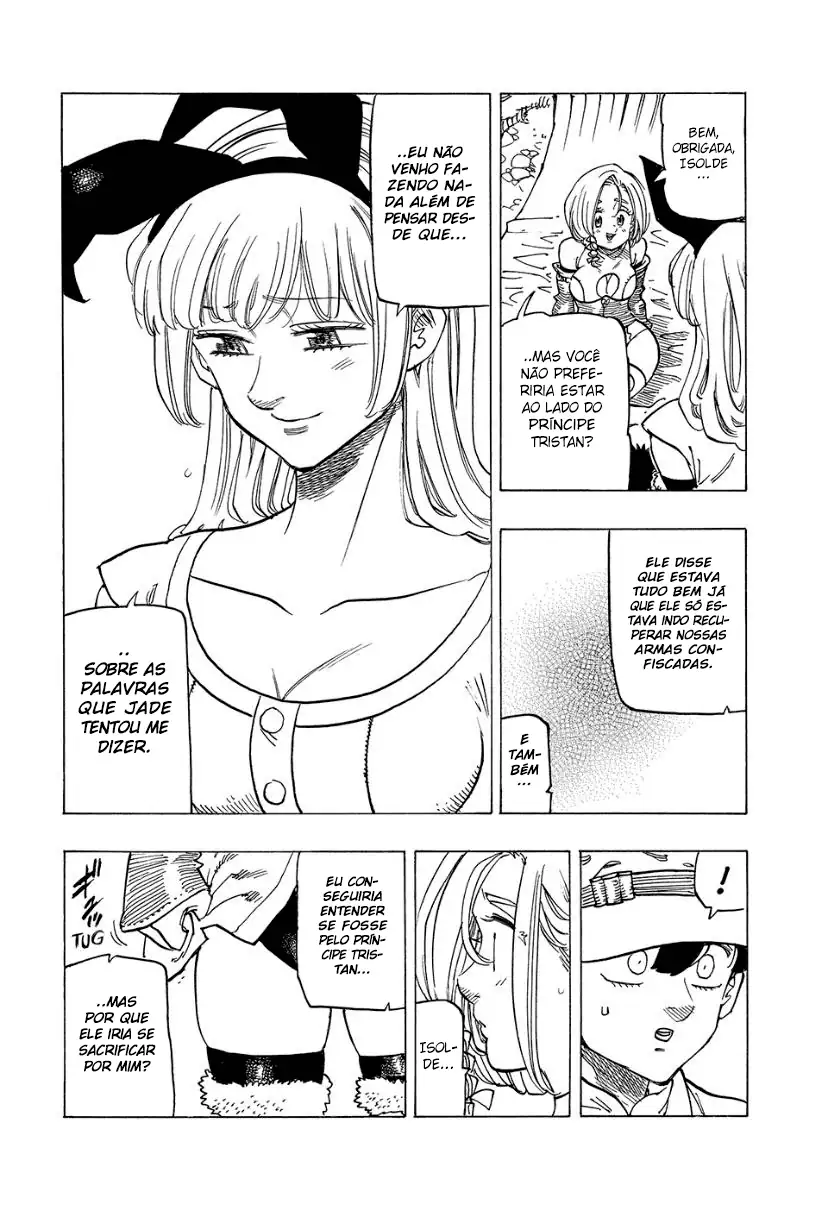 BEM,
OBRIGADA,
ISOLDE
...
..MAS VOCÊ
NÃO PREFE-
RIRIA ESTAR
AO LADO DO
PRÍNCIPE
TRISTAN?
ELE DISSE
QUE ESTAVA
TUDO BEM JÁ
QUE ELE SÓ ES-
TAVA INDO RECU-
PERAR NOSSAS
ARMAS CON-
FISCADAS.
E
TAM-
BÉM
...
..EU NÃO
VENHO FA-
ZENDO NA-
DA ALÉM DE
PENSAR DES-
DE QUE...
..
SOBRE AS
PALAVRAS
QUE JADE
TENTOU ME
DIZER.
!
ISOL-
DE...
EU CON-
SEGUIRIA
ENTENDER
SE FOSSE
PELO PRÍN-
CIPE TRIS-
TAN...
ギュッ
TUG
..MAS
POR QUE
ELE IRIA SE
SACRIFICAR
POR MIM?